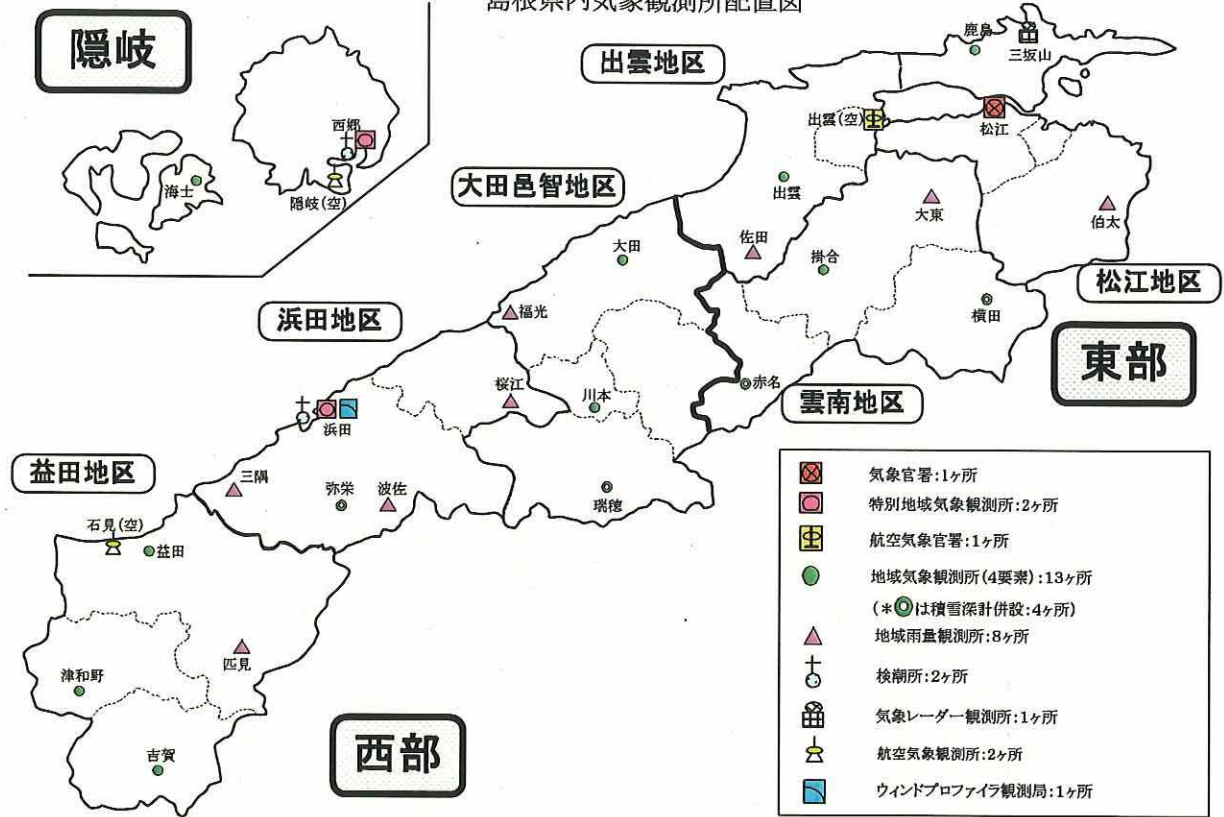 島根県内気象観測所配置図
隠岐
西郷
海士
隠岐(空)
出雲地区
鹿島
三坂山
出雲(空)
松江
大田邑智地区
出雲
大東
伯太
佐田
大田
掛合
松江地区
浜田地区
福光
横田
東部
桜江
川本
赤名
雲南地区
浜田
益田地区
三隅
弥栄
波佐
瑞穂
石見(空)
益田
匹見
津和野
吉賀
西部
気象官署:1ヶ所
特別地域気象観測所:2ヶ所
航空気象官署:1ヶ所
地域気象観測所(4要素):13ヶ所
(*◎は積雪深計併設:4ヶ所)
地域雨量観測所:8ヶ所
検潮所:2ヶ所
気象レーダー観測所:1ヶ所
航空気象観測所:2ヶ所
ウィンドプロファイラ観測局:1ヶ所